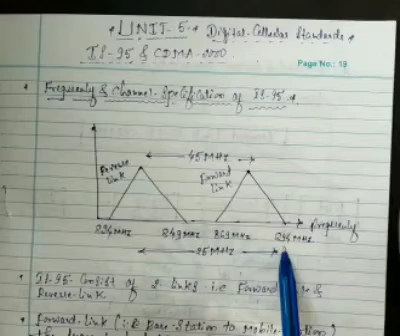 * UNIT-5 * Digital-Cellular Standards *
IS-95 & CDMA-2000
Page No.: 19
* Frequency & Channel-Specification of IS-95 *
45MHz
Reverse link
Forward link
Frequency
824MHz 849MHz 869MHz 894MHz
25MHz
* IS-95 Consist of 2 links i.e Forward &
Reverse-link
* Forward-link (i.e Base-Station to Mobile-Station)